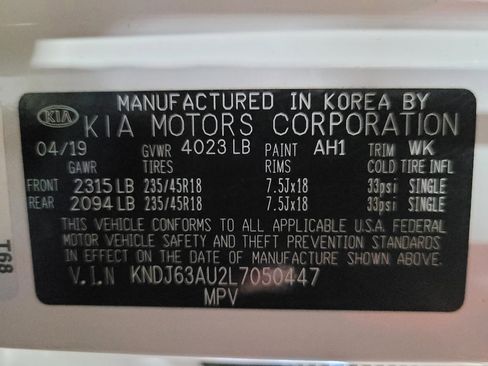 MANUFACTURED IN KOREA BY
KIA KIA MOTORS CORPORATION
04/19 GVWR 4023 LB PAINT AH1 TRIM WK
GAWR TIRES RIMS COLD TIRE INFL
FRONT 2315 LB 235/45R18 7.5Jx18 33psi SINGLE
REAR 2094 LB 235/45R18 7.5Jx18 33psi SINGLE
THIS VEHICLE CONFORMS TO ALL APPLICABLE U.S.A. FEDERAL
MOTOR VEHICLE SAFETY AND THEFT PREVENTION STANDARDS
IN EFFECT ON THE DATE OF MANUFACTURE SHOWN ABOVE.
V.I.N KNDJ63AU2L7050447
MPV
T68